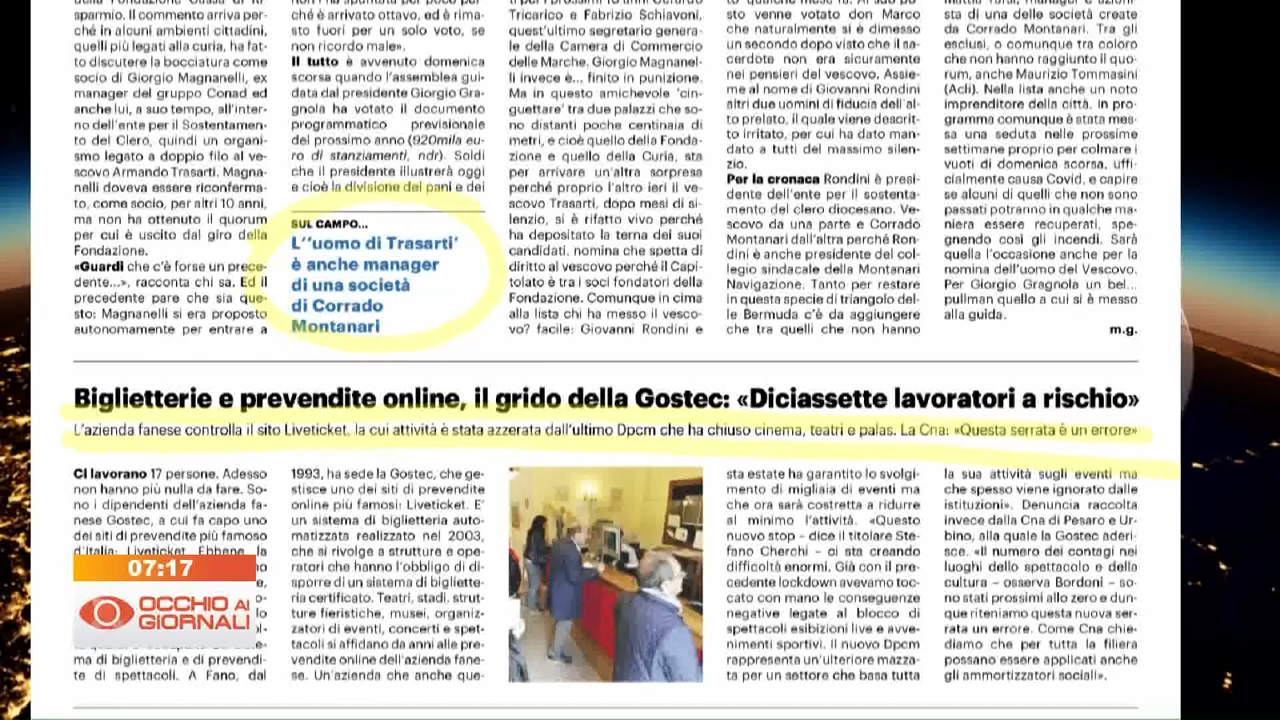 della Fondazione Cassa di Ri-
sparmio. Il commento arriva per-
ché in alcuni ambienti cittadini,
quelli più legati alla curia, ha fat-
to discutere la bocciatura come
socio di Giorgio Magnanelli, ex
manager del gruppo Conad ed
anche lui, a suo tempo, all'inter-
no dell'ente per il Sostentamen-
to del Clero, quindi un organi-
smo legato a doppio filo al ve-
scovo Armando Trasarti. Magna-
nelli doveva essere riconferma-
to, come socio, per altri 10 anni,
ma non ha ottenuto il quorum
per cui è uscito dal giro della
Fondazione.
«Guardi che c'è forse un prece-
dente...», racconta chi sa. Ed il
precedente pare che sia que-
sto: Magnanelli si era proposto
autonomamente per entrare a
ché è arrivato ottavo, ed è rima-
sto fuori per un solo voto, se
non ricordo male».
Il tutto è avvenuto domenica
scorsa quando l'assemblea gui-
data dal presidente Giorgio Gra-
gnola ha votato il documento
programmatico previsionale
del prossimo anno (920mila eu-
ro di stanziamenti, ndr). Soldi
che il presidente illustrerà oggi
e cioè la divisione dei pani e dei
SUL CAMPO...
L''uomo di Trasarti'
è anche manager
di una società
di Corrado
Montanari
Tricarico e Fabrizio Schiavoni,
quest'ultimo segretario genera-
le della Camera di Commercio
delle Marche, Giorgio Magnanel-
li invece è... finito in punizione.
Ma in questo amichevole 'cin-
guettare' tra due palazzi che so-
no distanti poche centinaia di
metri, e cioè quello della Fonda-
zione e quello della Curia, sta
per arrivare un'altra sorpresa
perché proprio l'altro ieri il ve-
scovo Trasarti, dopo mesi di si-
lenzio, si è rifatto vivo perché
ha depositato la terna dei suoi
candidati, nomina che spetta di
diritto al vescovo perché il Capi-
tolato è tra i soci fondatori della
Fondazione. Comunque in cima
alla lista chi ha messo il vesco-
vo? facile: Giovanni Rondini e
sto venne votato don Marco
che naturalmente si è dimesso
un secondo dopo visto che il sa-
cerdote non era sicuramente
nei pensieri del vescovo. Assie-
me al nome di Giovanni Rondini
altri due uomini di fiducia dell'al-
to prelato, il quale viene descrit-
to irritato, per cui ha dato man-
dato a tutti del massimo silen-
zio.
Per la cronaca Rondini è presi-
dente dell'ente per il sostenta-
mento del clero diocesano. Ve-
scovo da una parte e Corrado
Montanari dall'altra perché Ron-
dini è anche presidente del col-
legio sindacale della Montanari
Navigazione. Tanto per restare
in questa specie di triangolo del-
le Bermuda c'è da aggiungere
che tra quelli che non hanno
sta di una delle società create
da Corrado Montanari. Tra gli
esclusi, o comunque tra coloro
che non hanno raggiunto il quo-
rum, anche Maurizio Tommasini
(Acli). Nella lista anche un noto
imprenditore della città. In pro-
gramma comunque è stata mes-
sa una seduta nelle prossime
settimane proprio per colmare i
vuoti di domenica scorsa, uffi-
cialmente causa Covid, e capire
se alcuni di quelli che non sono
passati potranno in qualche ma-
niera essere recuperati, spe-
gnendo così gli incendi. Sarà
quella l'occasione anche per la
nomina dell'uomo del Vescovo.
Per Giorgio Gragnola un bel...
pullman quello a cui si è messo
alla guida.
m.g.
Biglietterie e prevendite online, il grido della Gostec: «Diciassette lavoratori a rischio»
L'azienda fanese controlla il sito Liveticket, la cui attività è stata azzerata dall'ultimo Dpcm che ha chiuso cinema, teatri e palas. La Cna: «Questa serrata è un errore»
Ci lavorano 17 persone. Adesso
non hanno più nulla da fare. So-
no i dipendenti dell'azienda fa-
nese Gostec, a cui fa capo uno
dei siti di prevendite più famoso
d'Italia: Liveticket. Ebbene, la
07:17
OCCHIO AI
GIORNALI
ma di biglietteria e di prevendi-
te di spettacoli. A Fano, dal
1993, ha sede la Gostec, che ge-
stisce uno dei siti di prevendite
online più famosi: Liveticket. E'
un sistema di biglietteria auto-
matizzata realizzato nel 2003,
che si rivolge a strutture e ope-
ratori che hanno l'obbligo di di-
sporre di un sistema di bigliette-
ria certificato. Teatri, stadi, strut-
ture fieristiche, musei, organiz-
zatori di eventi, concerti e spet-
tacoli si affidano da anni alle pre-
vendite online dell'azienda fane-
se. Un'azienda che anche que-
sta estate ha garantito lo svolgi-
mento di migliaia di eventi ma
che ora sarà costretta a ridurre
al minimo l'attività. «Questo
nuovo stop – dice il titolare Ste-
fano Cherchi – ci sta creando
difficoltà enormi. Già con il pre-
cedente lockdown avevamo toc-
cato con mano le conseguenze
negative legate al blocco di
spettacoli esibizioni live e avve-
nimenti sportivi. Il nuovo Dpcm
rappresenta un'ulteriore mazza-
ta per un settore che basa tutta
la sua attività sugli eventi ma
che spesso viene ignorato dalle
istituzioni». Denuncia raccolta
invece dalla Cna di Pesaro e Ur-
bino, alla quale la Gostec aderi-
sce. «Il numero dei contagi nei
luoghi dello spettacolo e della
cultura – osserva Bordoni – so-
no stati prossimi allo zero e dun-
que riteniamo questa nuova ser-
rata un errore. Come Cna chie-
diamo che per tutta la filiera
possano essere applicati anche
gli ammortizzatori sociali».